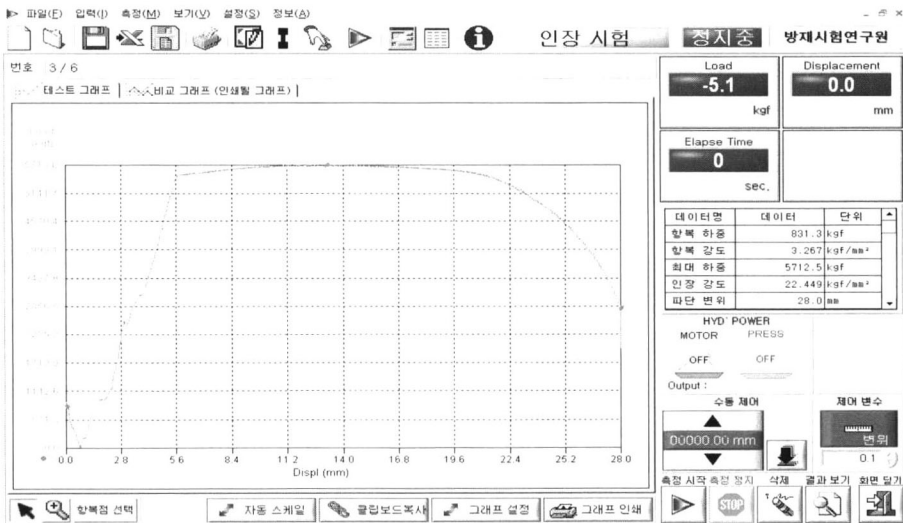 파일(F) 입력(I) 측정(M) 보기(V) 설정(S) 정보(A)
인장 시험 정지중 방재시험연구원
번호 3 / 6
테스트 그래프 비교 그래프 (인쇄될 그래프)
Load
-5.1
kgf
Displacement
0.0
mm
Elapse Time
0
sec.
데이터명 데이터 단위
항복 하중 831.3 kgf
항복 강도 3.267 kgf/mm²
최대 하중 5712.5 kgf
인장 강도 22.449 kgf/mm²
파단 변위 28.0 mm
HYD' POWER
MOTOR PRESS
OFF OFF
Output :
수동 제어 제어 변수
00000.00 mm
변위
0.1
0.0 2.8 5.6 8.4 11.2 14.0 16.8 19.6 22.4 25.2 28.0
Displ (mm)
측정 시작 측정 정지 삭제 결과 보기 화면 닫기
STOP
항복점 선택 자동 스케일 클립보드복사 그래프 설정 그래프 인쇄